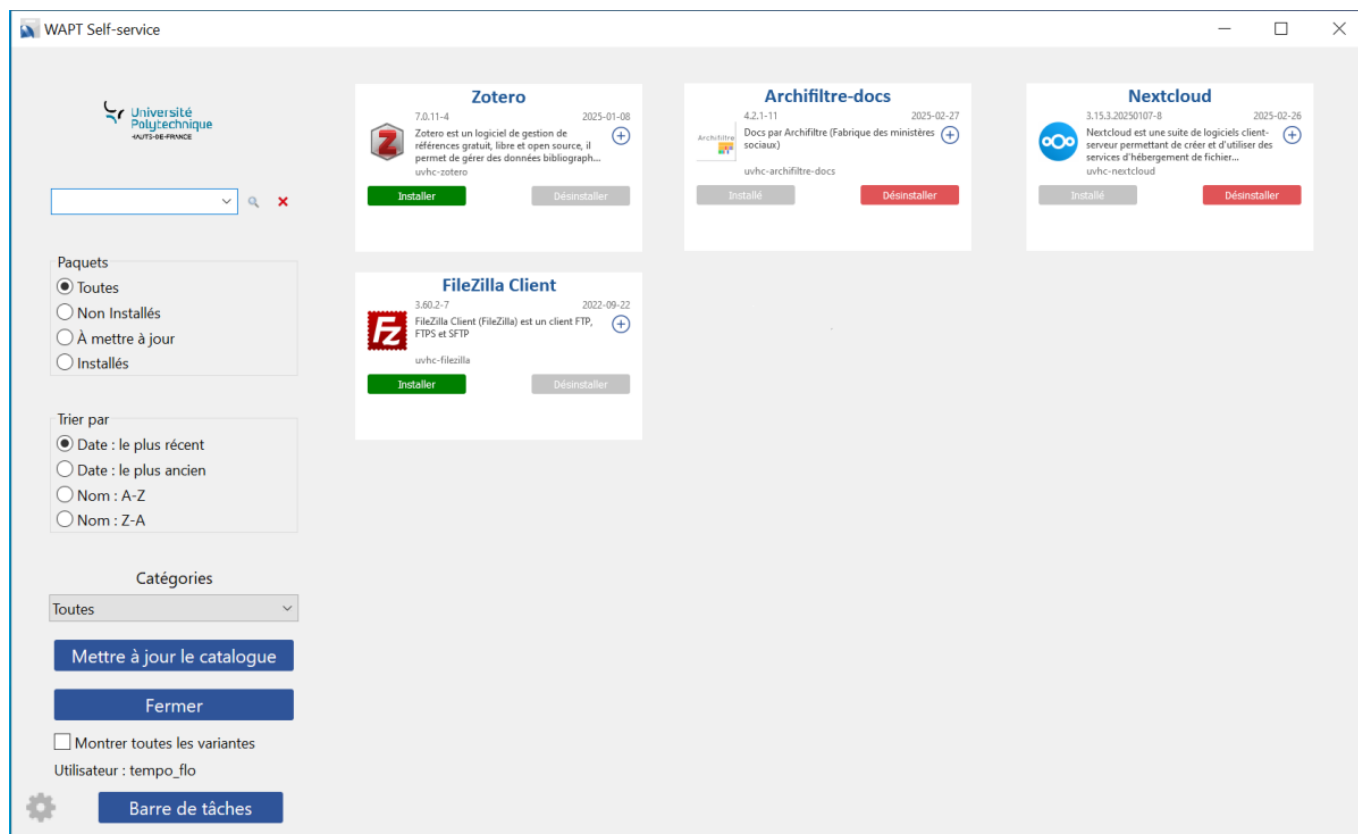 WAPT Self-service
Université
Polytechnique
HAUTS-DE-FRANCE
Paquets
Toutes
Non Installés
À mettre à jour
Installés
Trier par
Date : le plus récent
Date : le plus ancien
Nom : A-Z
Nom : Z-A
Catégories
Toutes
Mettre à jour le catalogue
Fermer
Montrer toutes les variantes
Utilisateur : tempo_flo
Barre de tâches
Zotero
7.0.11-4 2025-01-08
Zotero est un logiciel de gestion de
références gratuit, libre et open source, il
permet de gérer des données bibliograph...
uvhc-zotero
Installer Désinstaller
Archifiltre-docs
4.2.1-11 2025-02-27
Archifiltre
Docs par Archifiltre (Fabrique des ministères
sociaux)
uvhc-archifiltre-docs
Installé Désinstaller
Nextcloud
3.15.3.20250107-8 2025-02-26
Nextcloud est une suite de logiciels client-
serveur permettant de créer et d'utiliser des
services d'hébergement de fichier...
uvhc-nextcloud
Installé Désinstaller
FileZilla Client
3.60.2-7 2022-09-22
FileZilla Client (FileZilla) est un client FTP,
FTPS et SFTP
uvhc-filezilla
Installer Désinstaller